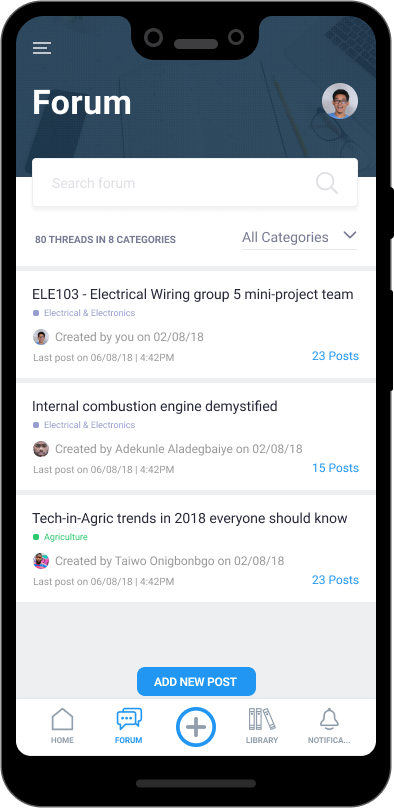 Forum
Search forum
80 THREADS IN 8 CATEGORIES
All Categories
ELE103 - Electrical Wiring group 5 mini-project team
Electrical & Electronics
Created by you on 02/08/18
Last post on 06/08/18 | 4:42PM
23 Posts
Internal combustion engine demystified
Electrical & Electronics
Created by Adekunle Aladegbaiye on 02/08/18
Last post on 06/08/18 | 4:42PM
15 Posts
Tech-in-Agric trends in 2018 everyone should know
Agriculture
Created by Taiwo Onigbonbgo on 02/08/18
Last post on 06/08/18 | 4:42PM
23 Posts
ADD NEW POST
HOME
FORUM
LIBRARY
NOTIFICA...